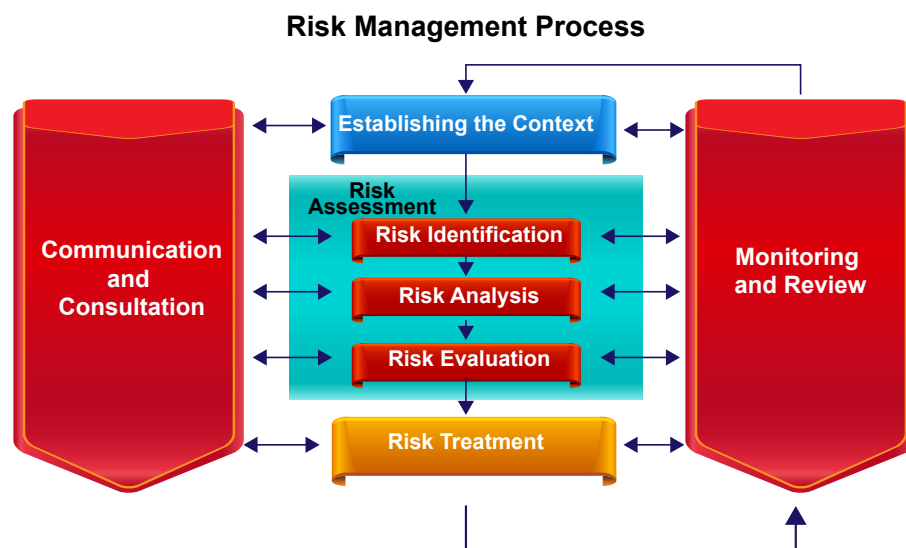 Risk Management Process
Establishing the Context
Risk
Assessment
Risk Identification
Risk Analysis
Risk Evaluation
Risk Treatment
Communication
and
Consultation
Monitoring
and Review